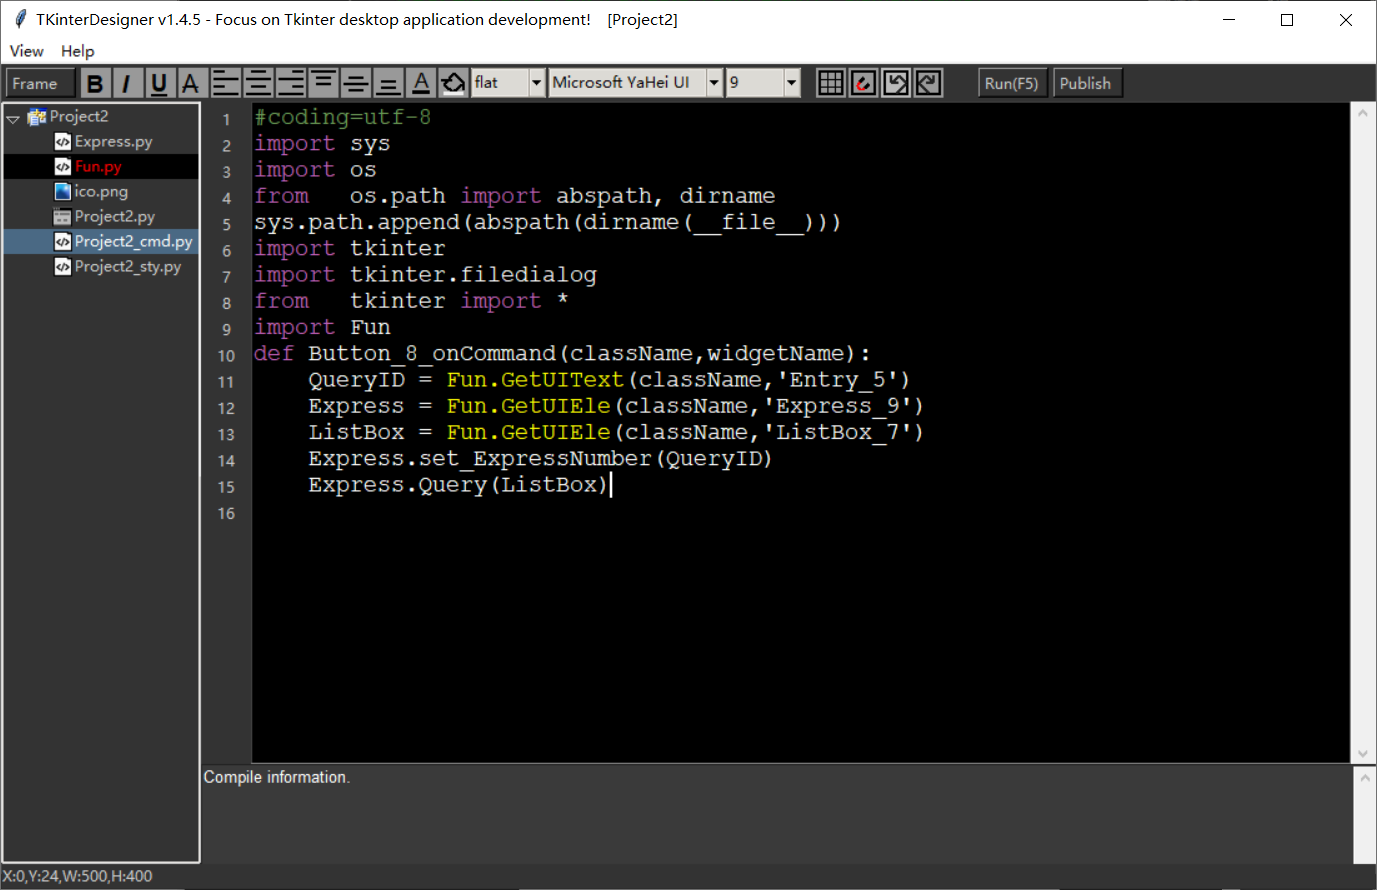 TKinterDesigner v1.4.5 - Focus on Tkinter desktop application development! [Project2]
View Help
Frame B I U A A flat Microsoft YaHei UI 9 Run(F5) Publish
Project2
Express.py
Fun.py
ico.png
Project2.py
Project2_cmd.py
Project2_sty.py
1 #coding=utf-8
2 import sys
3 import os
4 from   os.path import abspath, dirname
5 sys.path.append(abspath(dirname(__file__)))
6 import tkinter
7 import tkinter.filedialog
8 from   tkinter import *
9 import Fun
10 def Button_8_onCommand(className,widgetName):
11     QueryID = Fun.GetUIText(className,'Entry_5')
12     Express = Fun.GetUIEle(className,'Express_9')
13     ListBox = Fun.GetUIEle(className,'ListBox_7')
14     Express.set_ExpressNumber(QueryID)
15     Express.Query(ListBox)
16
Compile information.
X:0,Y:24,W:500,H:400